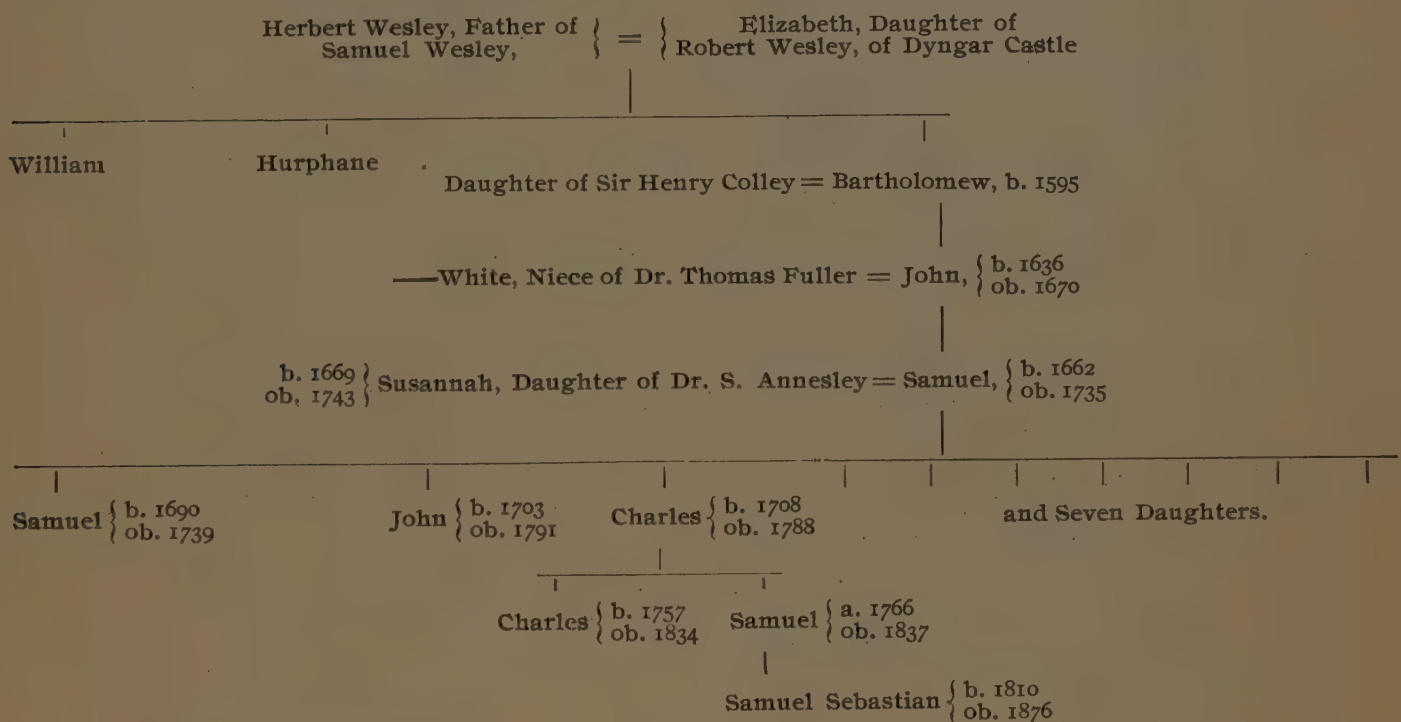 Herbert Wesley, Father of } = { Elizabeth, Daughter of
Samuel Wesley, Robert Wesley, of Dyngar Castle
William Hurphane
Daughter of Sir Henry Colley = Bartholomew, b. 1595
——White, Niece of Dr. Thomas Fuller = John, { b. 1636
ob. 1670
b. 1669 } Susannah, Daughter of Dr. S. Annesley = Samuel, { b. 1662
ob. 1743 ob. 1735
Samuel { b. 1690 John { b. 1703 Charles { b. 1708 and Seven Daughters.
ob. 1739 ob. 1791 ob. 1788
Charles { b. 1757 Samuel { a. 1766
ob. 1834 ob. 1837
Samuel Sebastian { b. 1810
ob. 1876